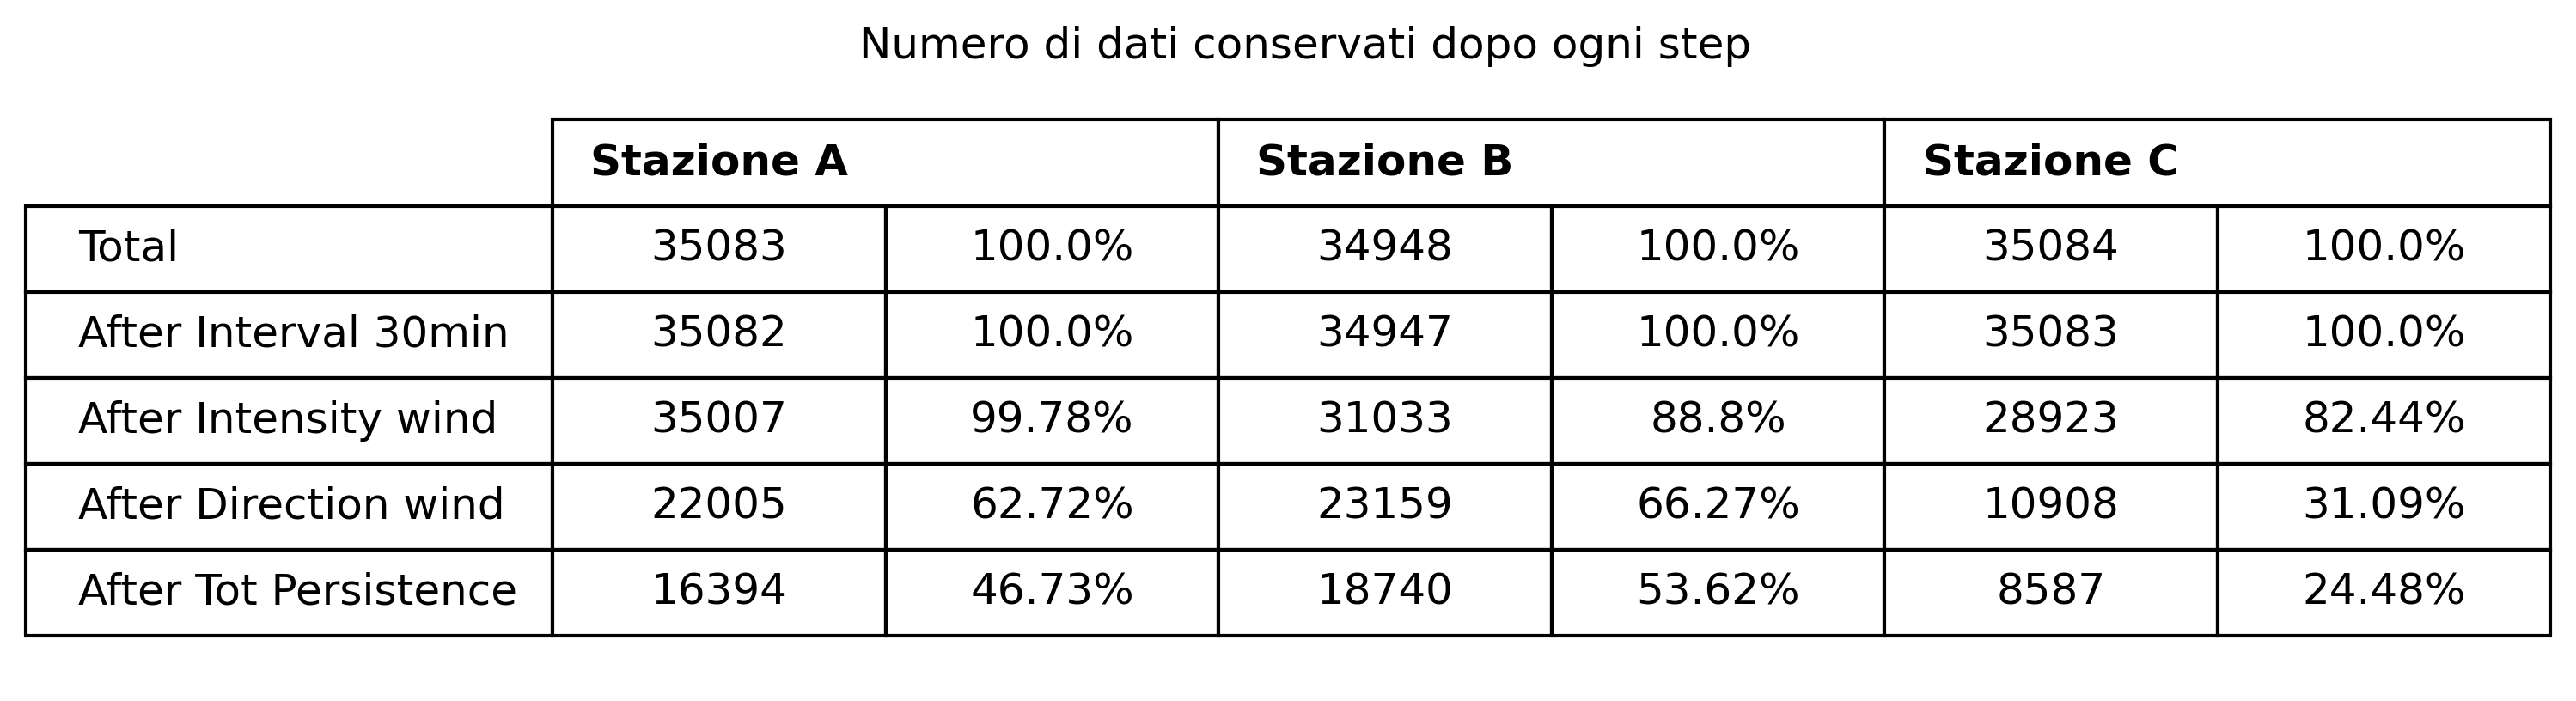 Numero di dati conservati dopo ogni step
Stazione A Stazione B Stazione C
Total 35083 100.0% 34948 100.0% 35084 100.0%
After Interval 30min 35082 100.0% 34947 100.0% 35083 100.0%
After Intensity wind 35007 99.78% 31033 88.8% 28923 82.44%
After Direction wind 22005 62.72% 23159 66.27% 10908 31.09%
After Tot Persistence 16394 46.73% 18740 53.62% 8587 24.48%